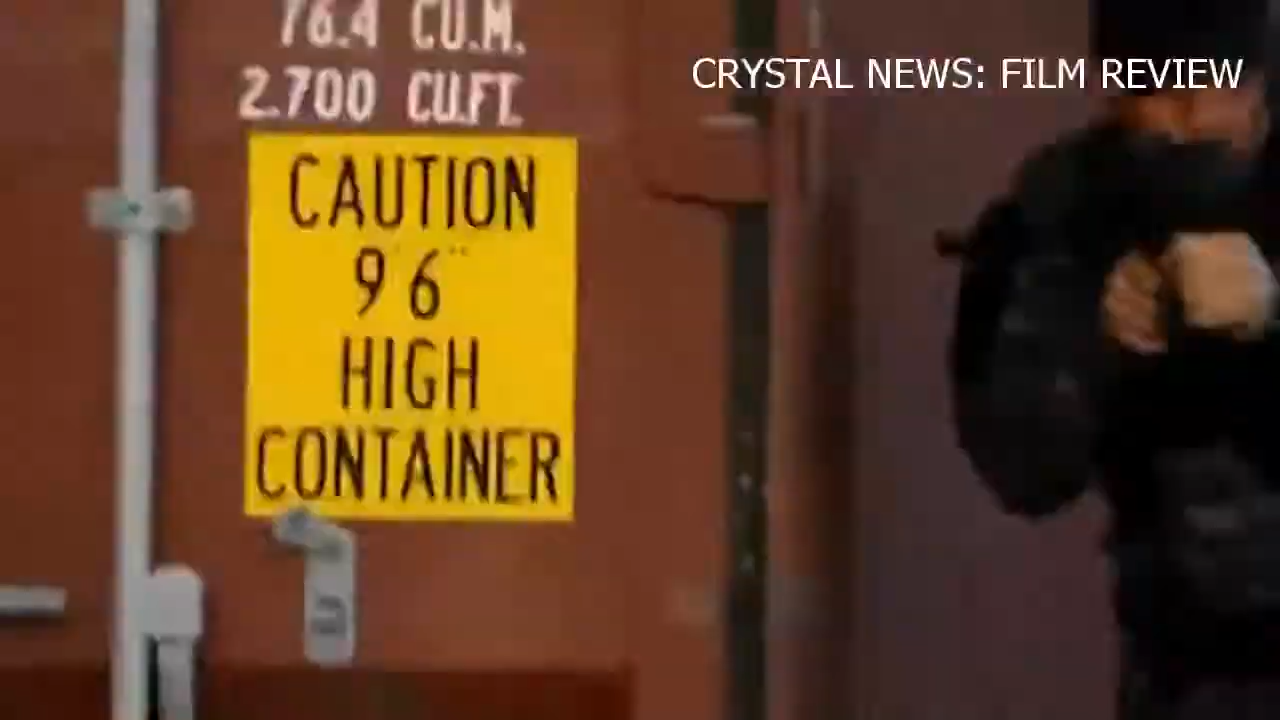 76.4 CU.M.
2.700 CU.FT.
CRYSTAL NEWS: FILM REVIEW
CAUTION
9'6"
HIGH
CONTAINER